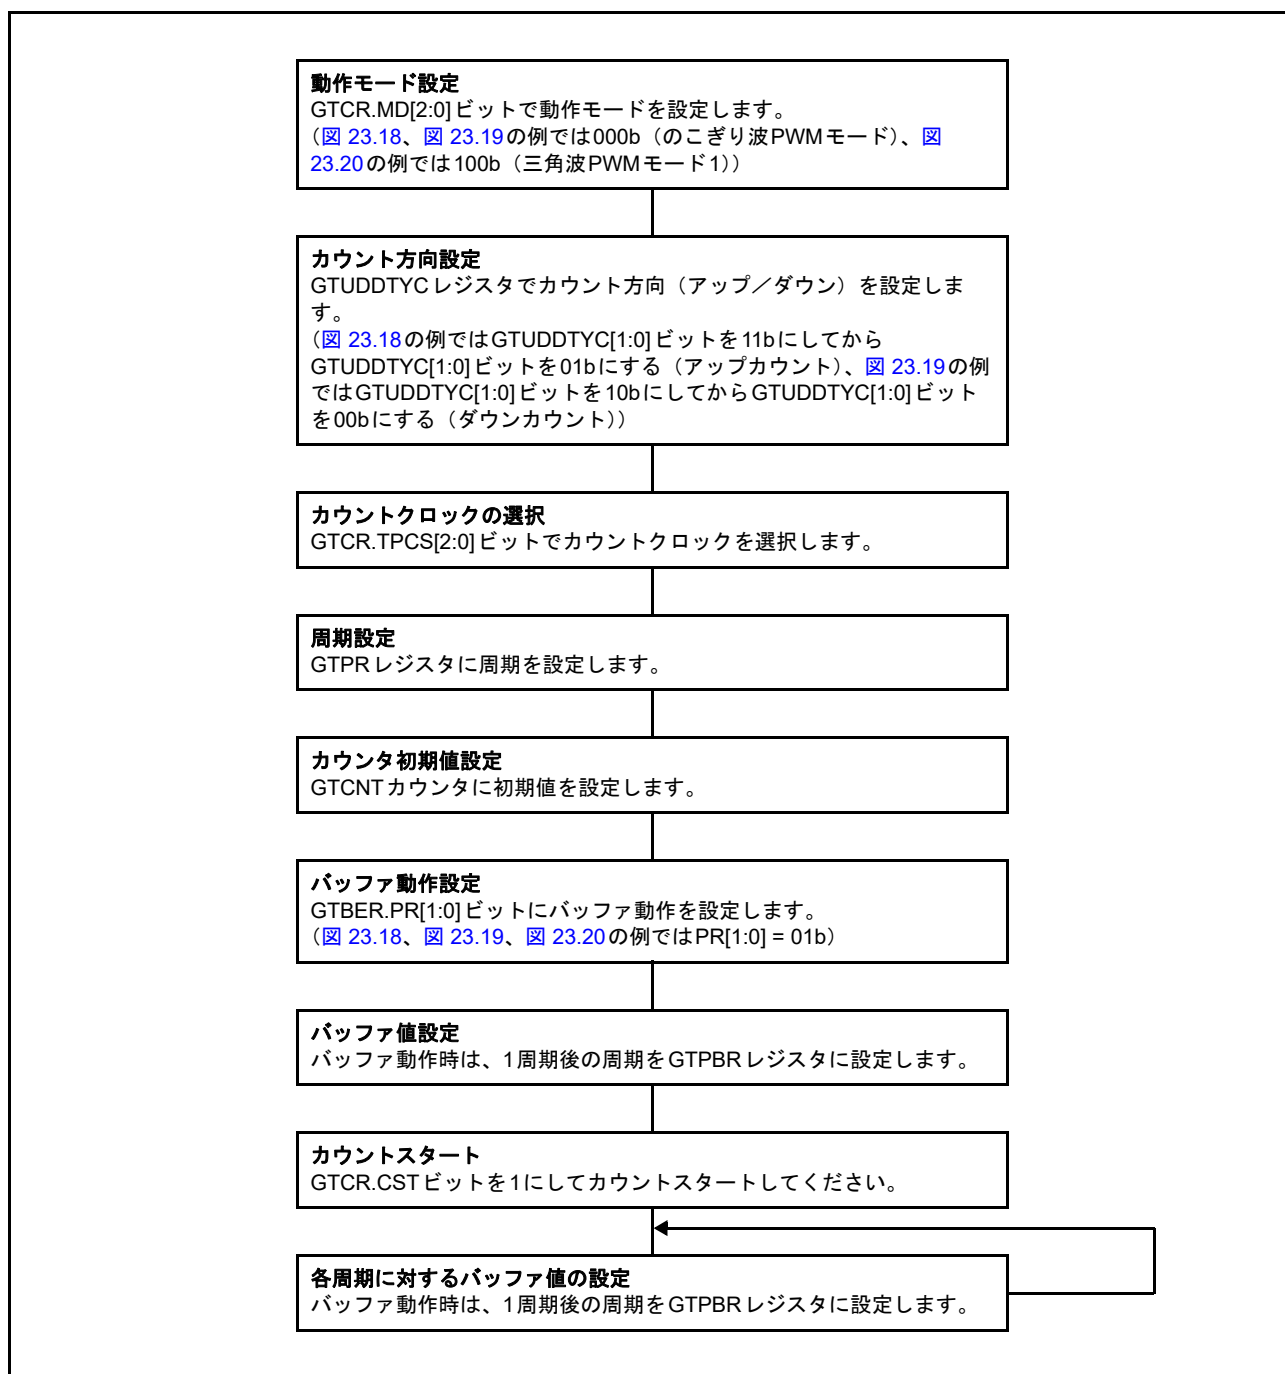 動作モード設定
GTCR.MD[2:0]ビットで動作モードを設定します。
（図 23.18、図 23.19の例では000b（のこぎり波PWMモード）、図
23.20の例では100b（三角波PWMモード1））
カウント方向設定
GTUDDTYCレジスタでカウント方向（アップ／ダウン）を設定しま
す。
（図 23.18の例ではGTUDDTYC[1:0]ビットを11bにしてから
GTUDDTYC[1:0]ビットを01bにする（アップカウント）、図 23.19の例
ではGTUDDTYC[1:0]ビットを10bにしてからGTUDDTYC[1:0]ビット
を00bにする（ダウンカウント））
カウントクロックの選択
GTCR.TPCS[2:0]ビットでカウントクロックを選択します。
周期設定
GTPRレジスタに周期を設定します。
カウンタ初期値設定
GTCNTカウンタに初期値を設定します。
バッファ動作設定
GTBER.PR[1:0]ビットにバッファ動作を設定します。
（図 23.18、図 23.19、図 23.20の例ではPR[1:0] = 01b）
バッファ値設定
バッファ動作時は、1周期後の周期をGTPBRレジスタに設定します。
カウントスタート
GTCR.CSTビットを1にしてカウントスタートしてください。
各周期に対するバッファ値の設定
バッファ動作時は、1周期後の周期をGTPBRレジスタに設定します。